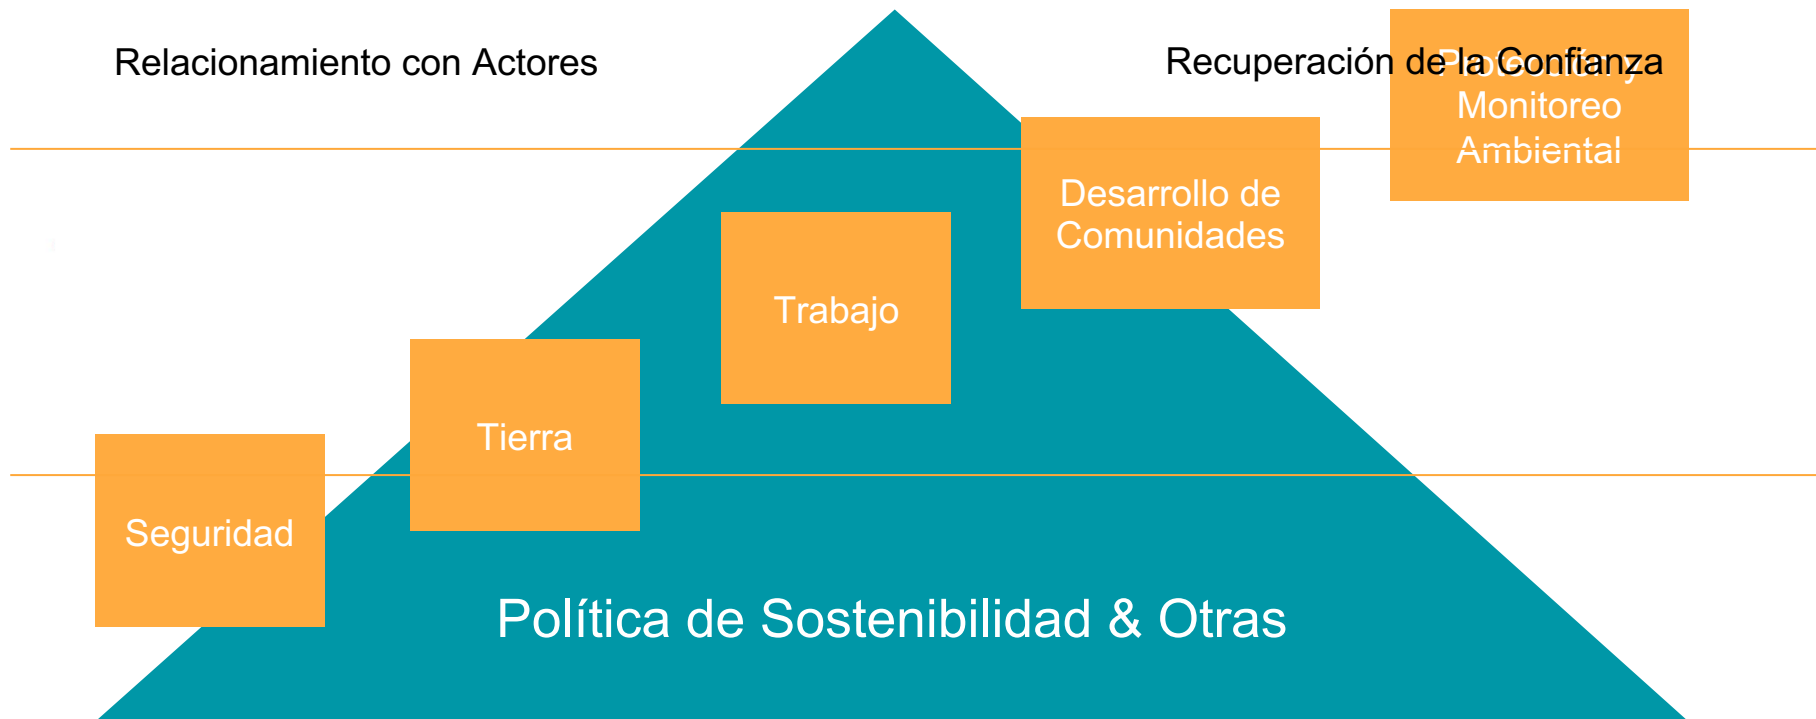 Relacionamiento con Actores
Recuperación de la Confianza
Protección y
Monitoreo
Ambiental
Desarrollo de
Comunidades
Trabajo
Tierra
Seguridad
Política de Sostenibilidad & Otras